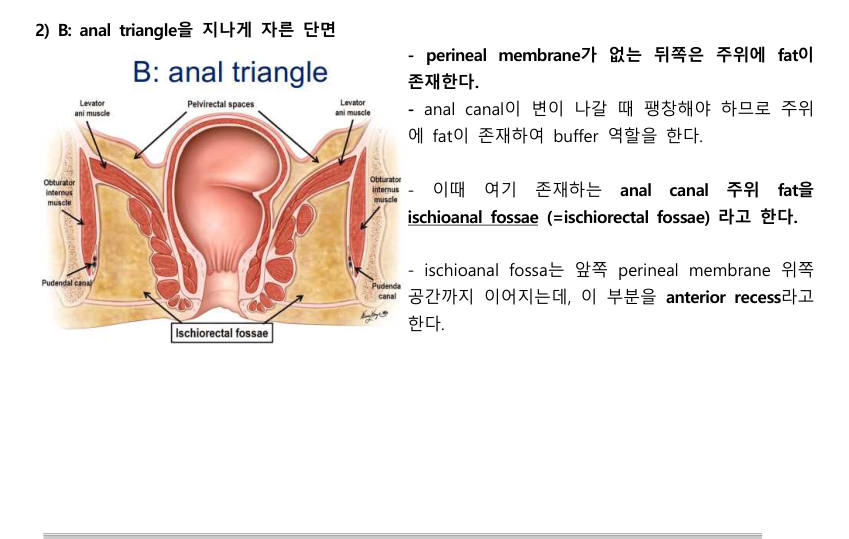 2) B: anal triangle을 지나게 자른 단면
B: anal triangle
Levator
ani muscle
Pelvirectal spaces
Levator
ani muscle
Obturator
internus
muscle
Obturator
internus
muscle
Pudendal canal
Pudenda
canal
Ischiorectal fossae
- perineal membrane가 없는 뒤쪽은 주위에 fat이
존재한다.
- anal canal이 변이 나갈 때 팽창해야 하므로 주위
에 fat이 존재하여 buffer 역할을 한다.
- 이때 여기 존재하는 anal canal 주위 fat을
ischioanal fossae (=ischiorectal fossae) 라고 한다.
- ischioanal fossa는 앞쪽 perineal membrane 위쪽
공간까지 이어지는데, 이 부분을 anterior recess라고
한다.